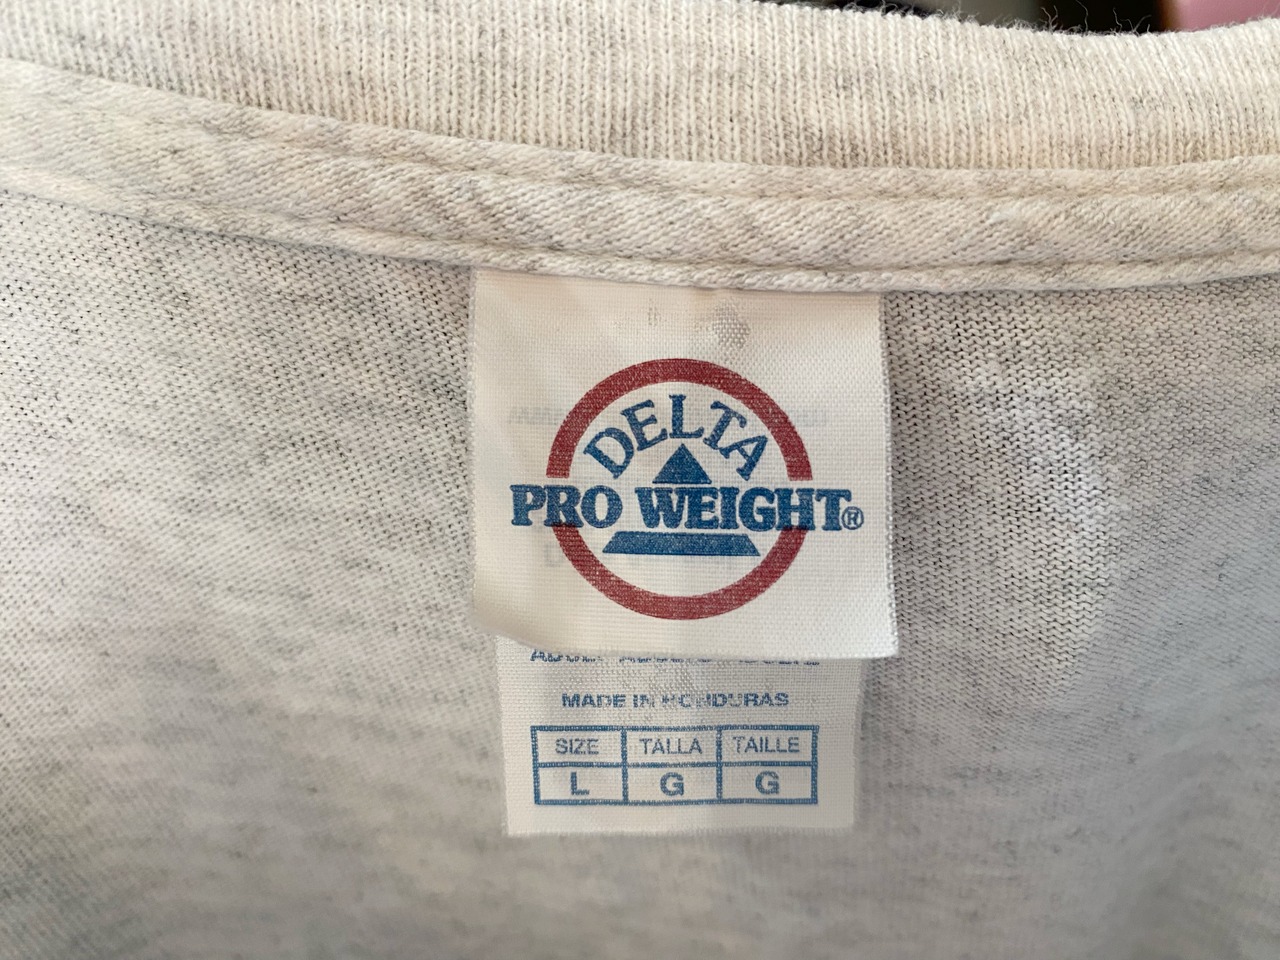 DELTA
PRO WEIGHT®
MADE IN HONDURAS
SIZE TALLA TAILLE
L G G